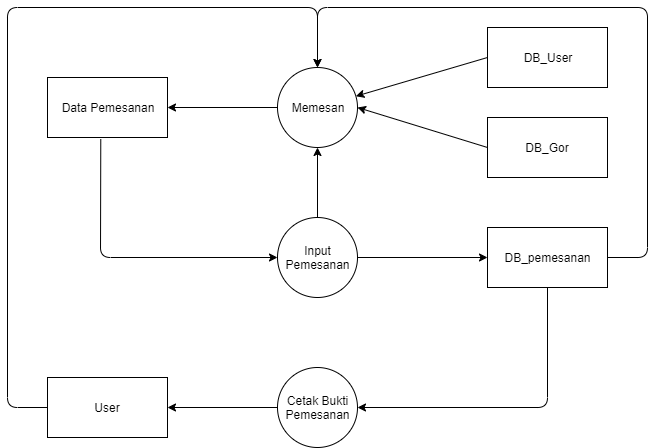 DB_User
Data Pemesanan
Memesan
DB_Gor
Input
Pemesanan
DB_pemesanan
User
Cetak Bukti
Pemesanan